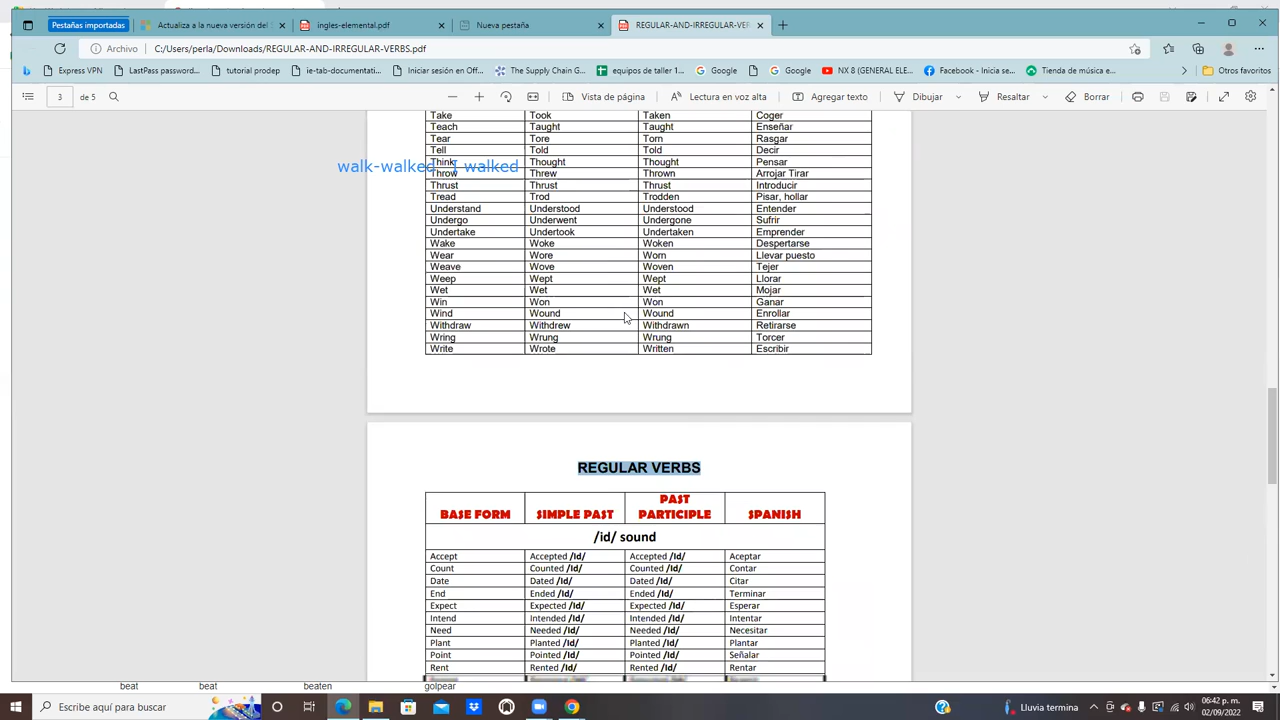 Pestañas importadas
Actualiza a la nueva versión del S
ingles-elemental.pdf
Nueva pestaña
REGULAR-AND-IRREGULAR-VER
Archivo
C:/Users/perla/Downloads/REGULAR-AND-IRREGULAR-VERBS.pdf
Express VPN
LastPass password...
tutorial prodep
ie-tab-documentati...
Iniciar sesión en Off...
The Supply Chain G...
equipos de taller 1...
Google
Google
NX 8 (GENERAL ELE...
Facebook - Inicia se...
Tienda de música e...
Otros favoritos
3 de 5
Vista de página
Lectura en voz alta
Agregar texto
Dibujar
Resaltar
Borrar
Take Took Taken Coger
Teach Taught Taught Enseñar
Tear Tore Torn Rasgar
Tell Told Told Decir
Think Thought Thought Pensar
walk-walked I walked
Throw Threw Thrown Arrojar Tirar
Thrust Thrust Thrust Introducir
Tread Trod Trodden Pisar, hollar
Understand Understood Understood Entender
Undergo Underwent Undergone Sufrir
Undertake Undertook Undertaken Emprender
Wake Woke Woken Despertarse
Wear Wore Worn Llevar puesto
Weave Wove Woven Tejer
Weep Wept Wept Llorar
Wet Wet Wet Mojar
Win Won Won Ganar
Wind Wound Wound Enrollar
Withdraw Withdrew Withdrawn Retirarse
Wring Wrung Wrung Torcer
Write Wrote Written Escribir
REGULAR VERBS
BASE FORM SIMPLE PAST PAST PARTICIPLE SPANISH
/id/ sound
Accept Accepted /Id/ Accepted /Id/ Aceptar
Count Counted /Id/ Counted /Id/ Contar
Date Dated /Id/ Dated /Id/ Citar
End Ended /Id/ Ended /Id/ Terminar
Expect Expected /Id/ Expected /Id/ Esperar
Intend Intended /Id/ Intended /Id/ Intentar
Need Needed /Id/ Needed /Id/ Necesitar
Plant Planted /Id/ Planted /Id/ Plantar
Point Pointed /Id/ Pointed /Id/ Señalar
Rent Rented /Id/ Rented /Id/ Rentar
beat beat beaten golpear
Escribe aquí para buscar
Lluvia termina
06:42 p. m.
02/09/2022